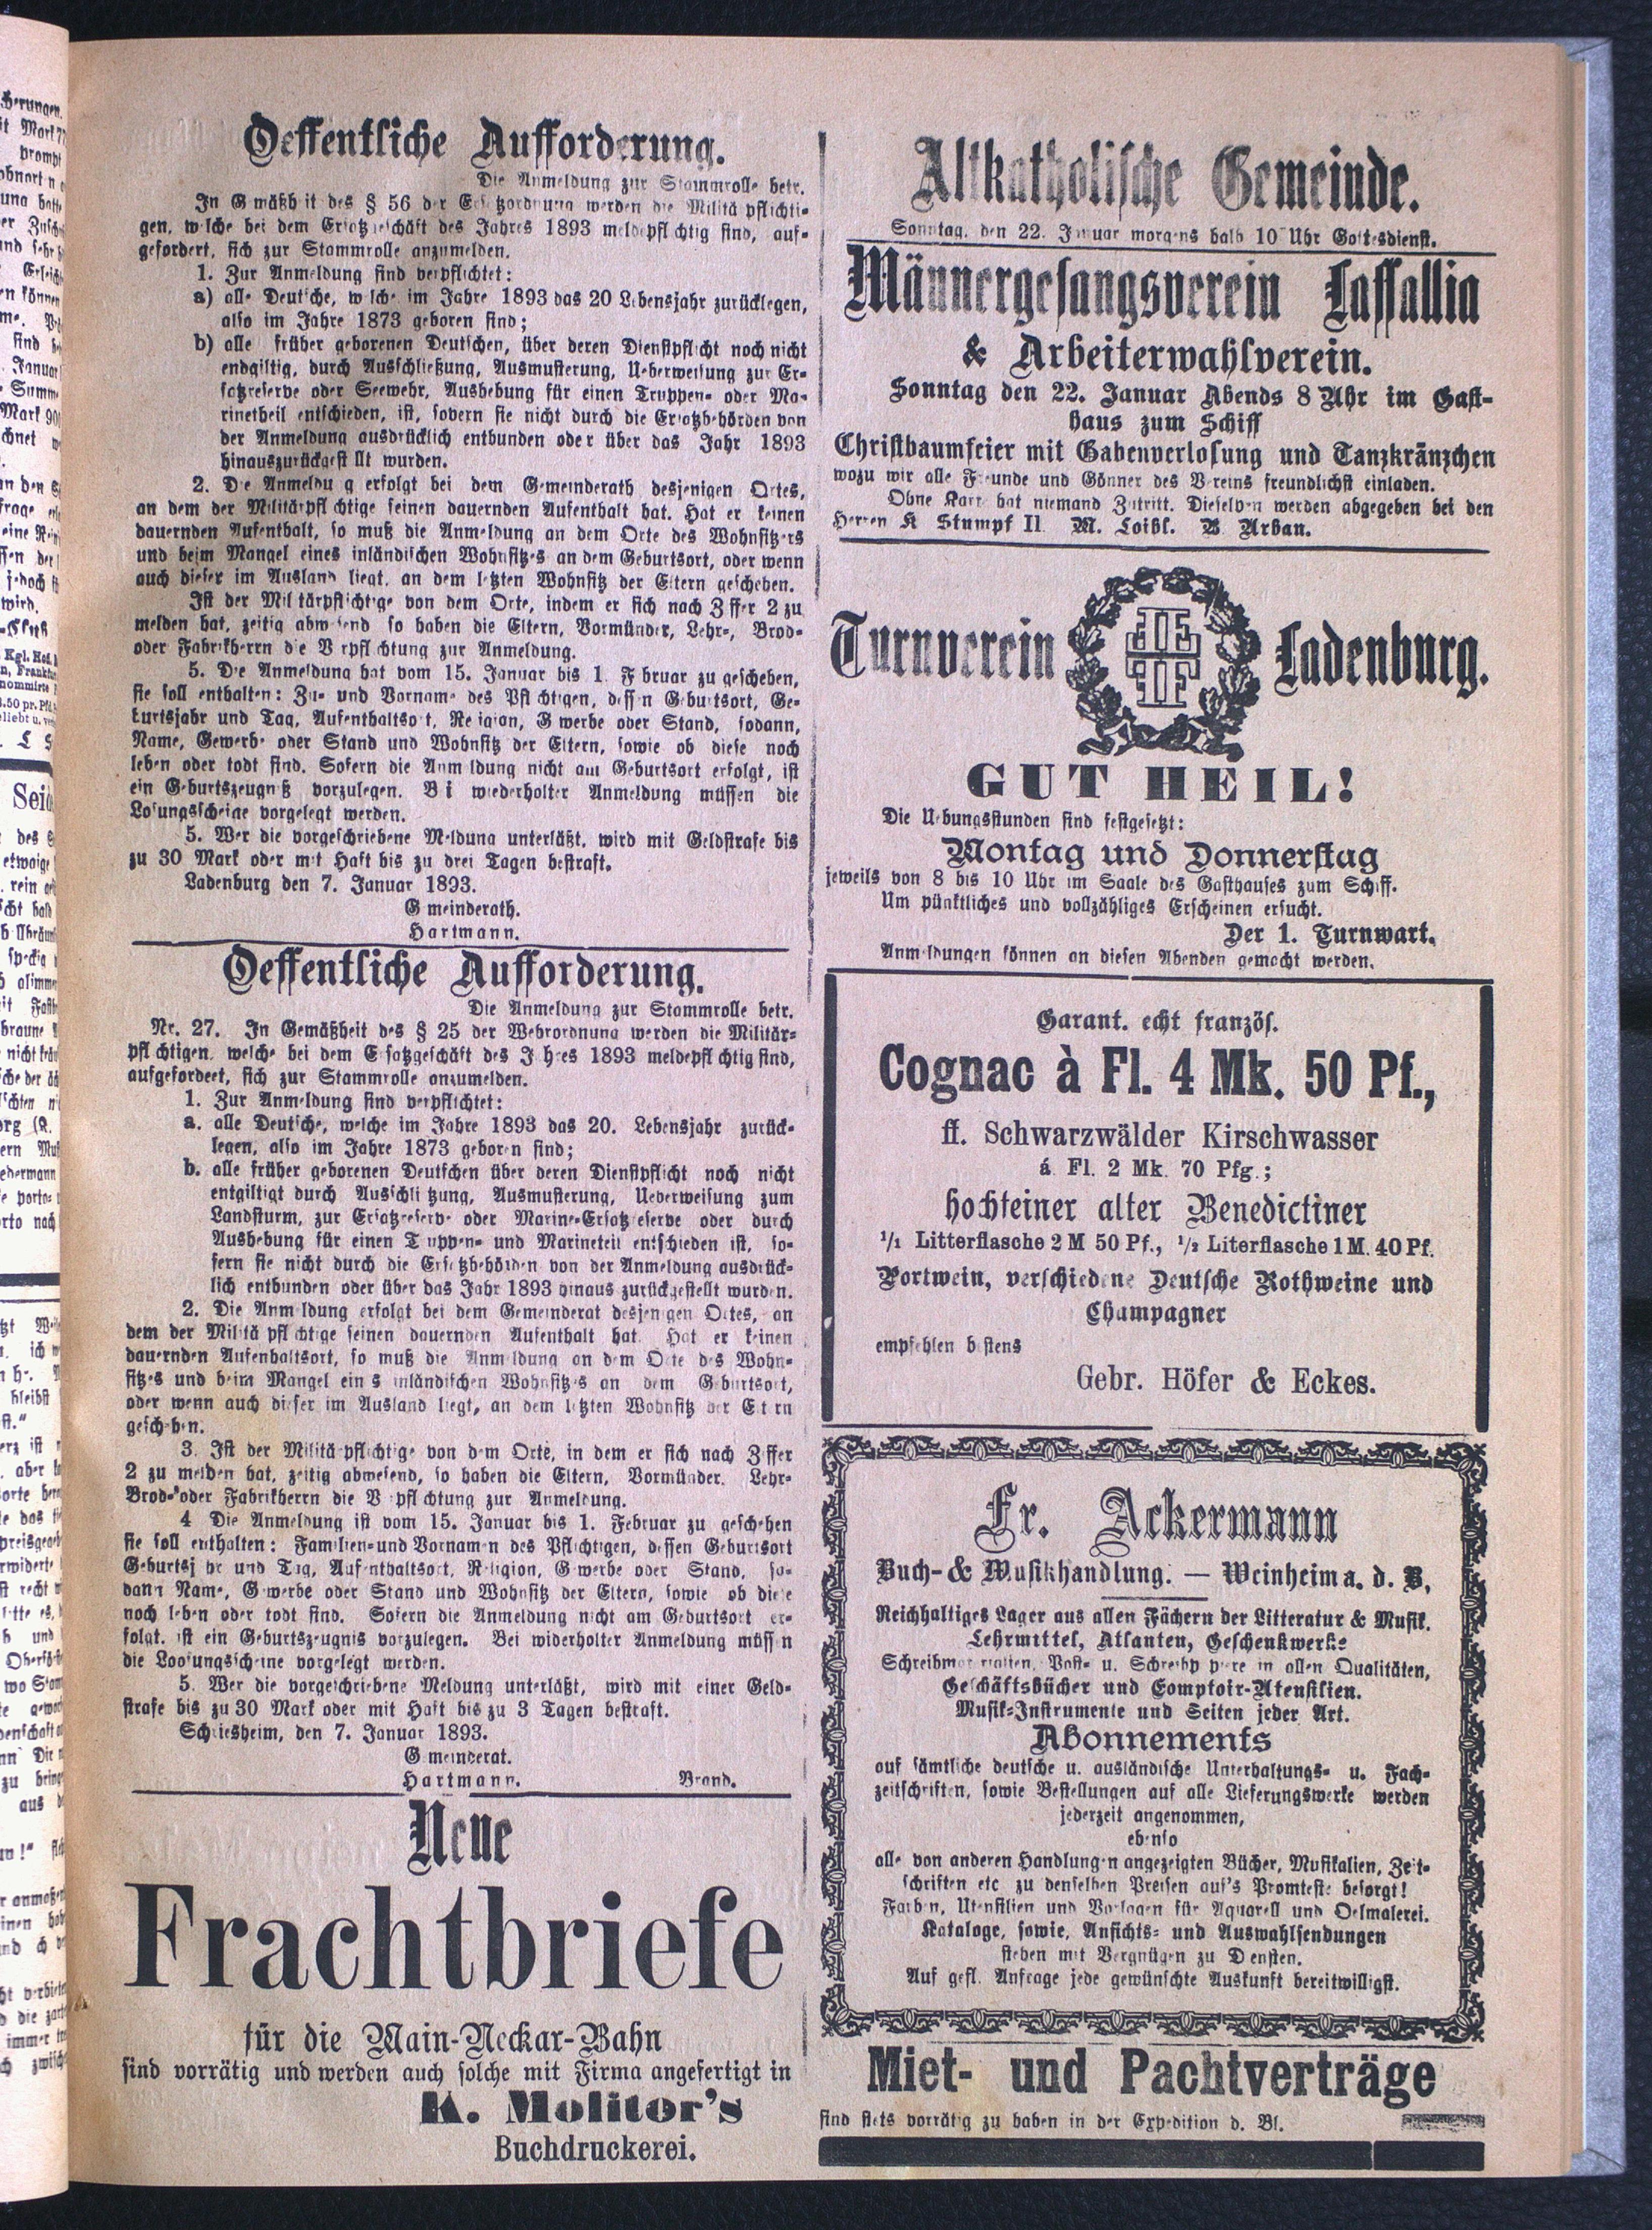 Oeffentliche Aufforderung.
Die Anmeldung zur Stammrolle betr.
In Gemäßheit des § 56 der Ersatzordnung werden die Militärpflichti-
gen, welche bei dem Ersatzgeschäft des Jahres 1893 meldepflichtig sind, auf-
gefordert, sich zur Stammrolle anzumelden.
1. Zur Anmeldung sind verpflichtet:
a) alle Deutsche, welche im Jahre 1893 das 20 Lebensjahr zurücklegen,
also im Jahre 1873 geboren sind;
b) alle früher geborenen Deutschen, über deren Dienstpflicht noch nicht
endgiltig, durch Ausschließung, Ausmusterung, Ueberweisung zur Er-
satzreserve oder Seewehr, Aushebung für einen Truppen- oder Ma-
rinetheil entschieden, ist, sovern sie nicht durch die Ersatzbehörden von
der Anmeldung ausdrücklich entbunden oder über das Jahr 1893
hinauszurückgestellt wurden.
2. Die Anmeldung erfolgt bei dem Gemeinderath desjenigen Ortes,
an dem der Militärpflichtige seinen dauernden Aufenthalt hat. Hat er keinen
dauernden Aufenthalt, so muß die Anmeldung an dem Orte des Wohnsitzers
und beim Mangel eines inländischen Wohnsitzes an dem Geburtsort, oder wenn
auch dieser im Ausland liegt, an dem letzten Wohnsitz der Eltern geschehen.
Ist der Militärpflichtige von dem Orte, indem er sich nach Ziffer 2 zu
melden hat, zeitig abwesend so haben die Eltern, Vormünder, Lehr-, Brod-
oder Fabrikherrn die Verpflichtung zur Anmeldung.
5. Die Anmeldung hat vom 15. Januar bis 1. Februar zu geschehen,
sie soll enthalten: Zu- und Vorname des Pflichtigen, dessen Geburtsort, Ge-
burtsjahr und Tag, Aufenthaltsort, Religion, Gewerbe oder Stand, sodann,
Name, Gewerbe oder Stand und Wohnsitz der Eltern, sowie ob diese noch
leben oder todt sind. Sofern die Anmeldung nicht am Geburtsort erfolgt, ist
ein Geburtszeugniß vorzulegen. Bei wiederholter Anmeldung müssen die
Losungsscheine vorgelegt werden.
5. Wer die vorgeschriebene Meldung unterläßt, wird mit Geldstrafe bis
zu 30 Mark oder mit Haft bis zu drei Tagen bestraft.
Ladenburg den 7. Januar 1893.
Gemeinderath.
Hartmann.
Oeffentliche Aufforderung.
Die Anmeldung zur Stammrolle betr.
Nr. 27. In Gemäßheit des § 25 der Wehrordnung werden die Militär-
pflichtigen, welche bei dem Ersatzgeschäft des Jahres 1893 meldepflichtig sind,
aufgefordert, sich zur Stammrolle anzumelden.
1. Zur Anmeldung sind verpflichtet:
a. alle Deutsche, welche im Jahre 1893 das 20. Lebensjahr zurück-
legen, also im Jahre 1873 geboren sind;
b. alle früher geborenen Deutschen über deren Dienstpflicht noch nicht
entgiltigt durch Ausschlietzung, Ausmusterung, Ueberweisung zum
Landsturm, zur Ersatzreserve oder Marine-Ersatzreserve oder durch
Aushebung für einen Truppen- und Marineteil entschieden ist, so-
fern sie nicht durch die Ersatzbehörden von der Anmeldung ausdrück-
lich entbunden oder über das Jahr 1893 hinaus zurückgestellt wurden.
2. Die Anmeldung erfolgt bei dem Gemeinderat desjenigen Ortes, an
dem der Militärpflichtige seinen dauernden Aufenthalt hat. Hat er keinen
dauernden Aufenhaltsort, so muß die Anmeldung an dem Orte des Wohn-
sitzes und beim Mangel eines inländischen Wohnsitzes an dem Geburtsort,
oder wenn auch dieser im Ausland liegt, an dem letzten Wohnsitz der Eltern
geschehen.
3. Ist der Militärpflichtige von dem Orte, in dem er sich nach Ziffer
2 zu melden hat, zeitig abwesend, so haben die Eltern, Vormünder. Lehr-
Brod- oder Fabrikherrn die Verpflichtung zur Anmeldung.
4 Die Anmeldung ist vom 15. Januar bis 1. Februar zu geschehen
sie soll enthalten: Familien-und Vornamen des Pflichtigen, dessen Geburtsort
Geburtsjahr und Tag, Aufenthaltsort, Religion, Gewerbe oder Stand, so-
dann Name, Gewerbe oder Stand und Wohnsitz der Eltern, sowie ob diese
noch leben oder todt sind. Sofern die Anmeldung nicht am Geburtsort er-
folgt, ist ein Geburtszeugnis vorzulegen. Bei widerholter Anmeldung müssen
die Loosungsscheine vorgelegt werden.
5. Wer die vorgeschriebene Meldung unterläßt, wird mit einer Geld-
strafe bis zu 30 Mark oder mit Haft bis zu 3 Tagen bestraft.
Schriesheim, den 7. Januar 1893.
Gemeinderat.
Hartmann. Brand.
Neue
Frachtbriefe
für die Main-Neckar-Bahn
sind vorrätig und werden auch solche mit Firma angefertigt in
K. Molitor's
Buchdruckerei.
Altkatholische Gemeinde.
Sonntag, den 22. Januar morgens halb 10 Uhr Gottesdienst.
Männergesangsverein Lassallia
& Arbeiterwahlverein.
Sonntag den 22. Januar Abends 8 Uhr im Gast-
haus zum Schiff
Christbaumfeier mit Gabenverlosung und Tanzkränzchen
wozu wir alle Freunde und Gönner des Vereins freundlichst einladen.
Ohne Karte hat niemand Zutritt. Dieselben werden abgegeben bei den
Herren K Stumpf II. M. Loibl. B Urban.
Turnverein Ladenburg.
GUT HEIL!
Die Uebungsstunden sind festgesetzt:
Montag und Donnerstag
jeweils von 8 bis 10 Uhr im Saale des Gasthauses zum Schiff.
Um pünktliches und vollzähliges Erscheinen ersucht.
Der 1. Turnwart.
Anmeldungen können an diesen Abenden gemacht werden.
Garant. echt französ.
Cognac à Fl. 4 Mk. 50 Pf.,
ff. Schwarzwälder Kirschwasser
á Fl. 2 Mk. 70 Pfg.;
hochfeiner alter Benedictiner
1/1 Litterflasche 2 M 50 Pf., 1/2 Literflasche 1 M. 40 Pf.
Portwein, verschiedene Deutsche Rothweine und
Champagner
empfehlen bestens
Gebr. Höfer & Eckes.
Fr. Ackermann
Buch- & Musikhandlung. — Weinheim a. d. B.
Reichhaltiges Lager aus allen Fächern der Litteratur & Musik.
Lehrmittel, Atlanten, Geschenkwerke
Schreibmaterialien, Post- u. Schreibpapiere in allen Qualitäten,
Geschäftsbücher und Comptoir-Utensilien.
Musik-Instrumente und Seiten jeder Art.
Abonnements
auf sämtliche deutsche u. ausländische Unterhaltungs- u. Fach-
zeitschriften, sowie Bestellungen auf alle Lieferungswerke werden
jederzeit angenommen,
ebenso
alle von anderen Handlungen angezeigten Bücher, Musikalien, Zeit-
schriften etc zu denselben Preisen auf's Promteste besorgt!
Farben, Utensilien und Vorlagen für Aquarell und Oelmalerei.
Kataloge, sowie, Ansichts- und Auswahlsendungen
stehen mit Vergnügen zu Diensten.
Auf gefl. Anfrage jede gewünschte Auskunft bereitwilligst.
Miet- und Pachtverträge
sind stets vorrätig zu haben in der Expedition d. Bl.